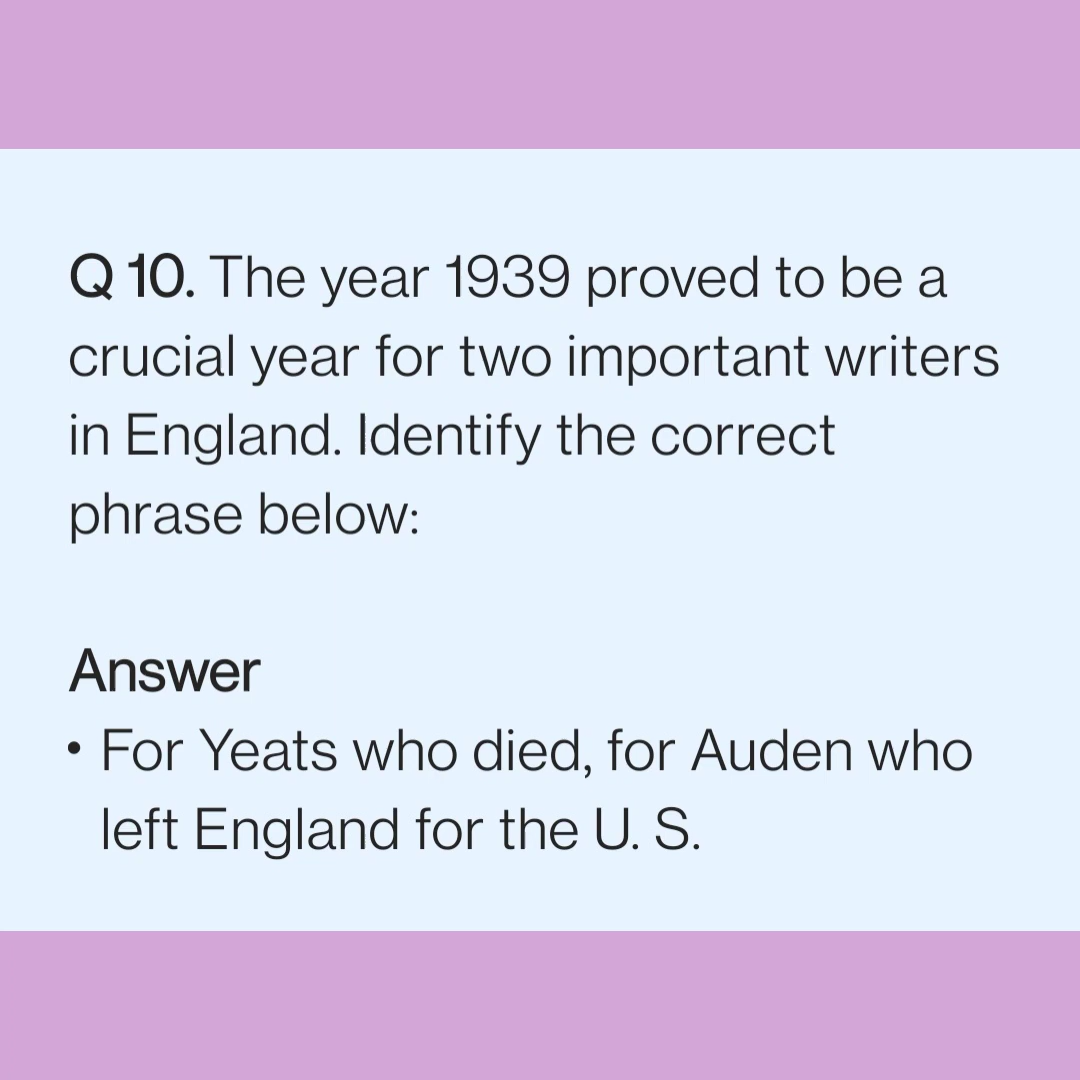 Q 10. The year 1939 proved to be a
crucial year for two important writers
in England. Identify the correct
phrase below:
Answer
• For Yeats who died, for Auden who
left England for the U. S.